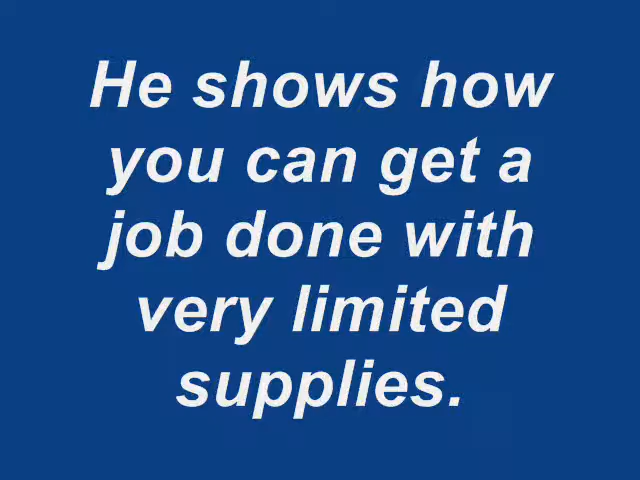 He shows how
you can get a
job done with
very limited
supplies.